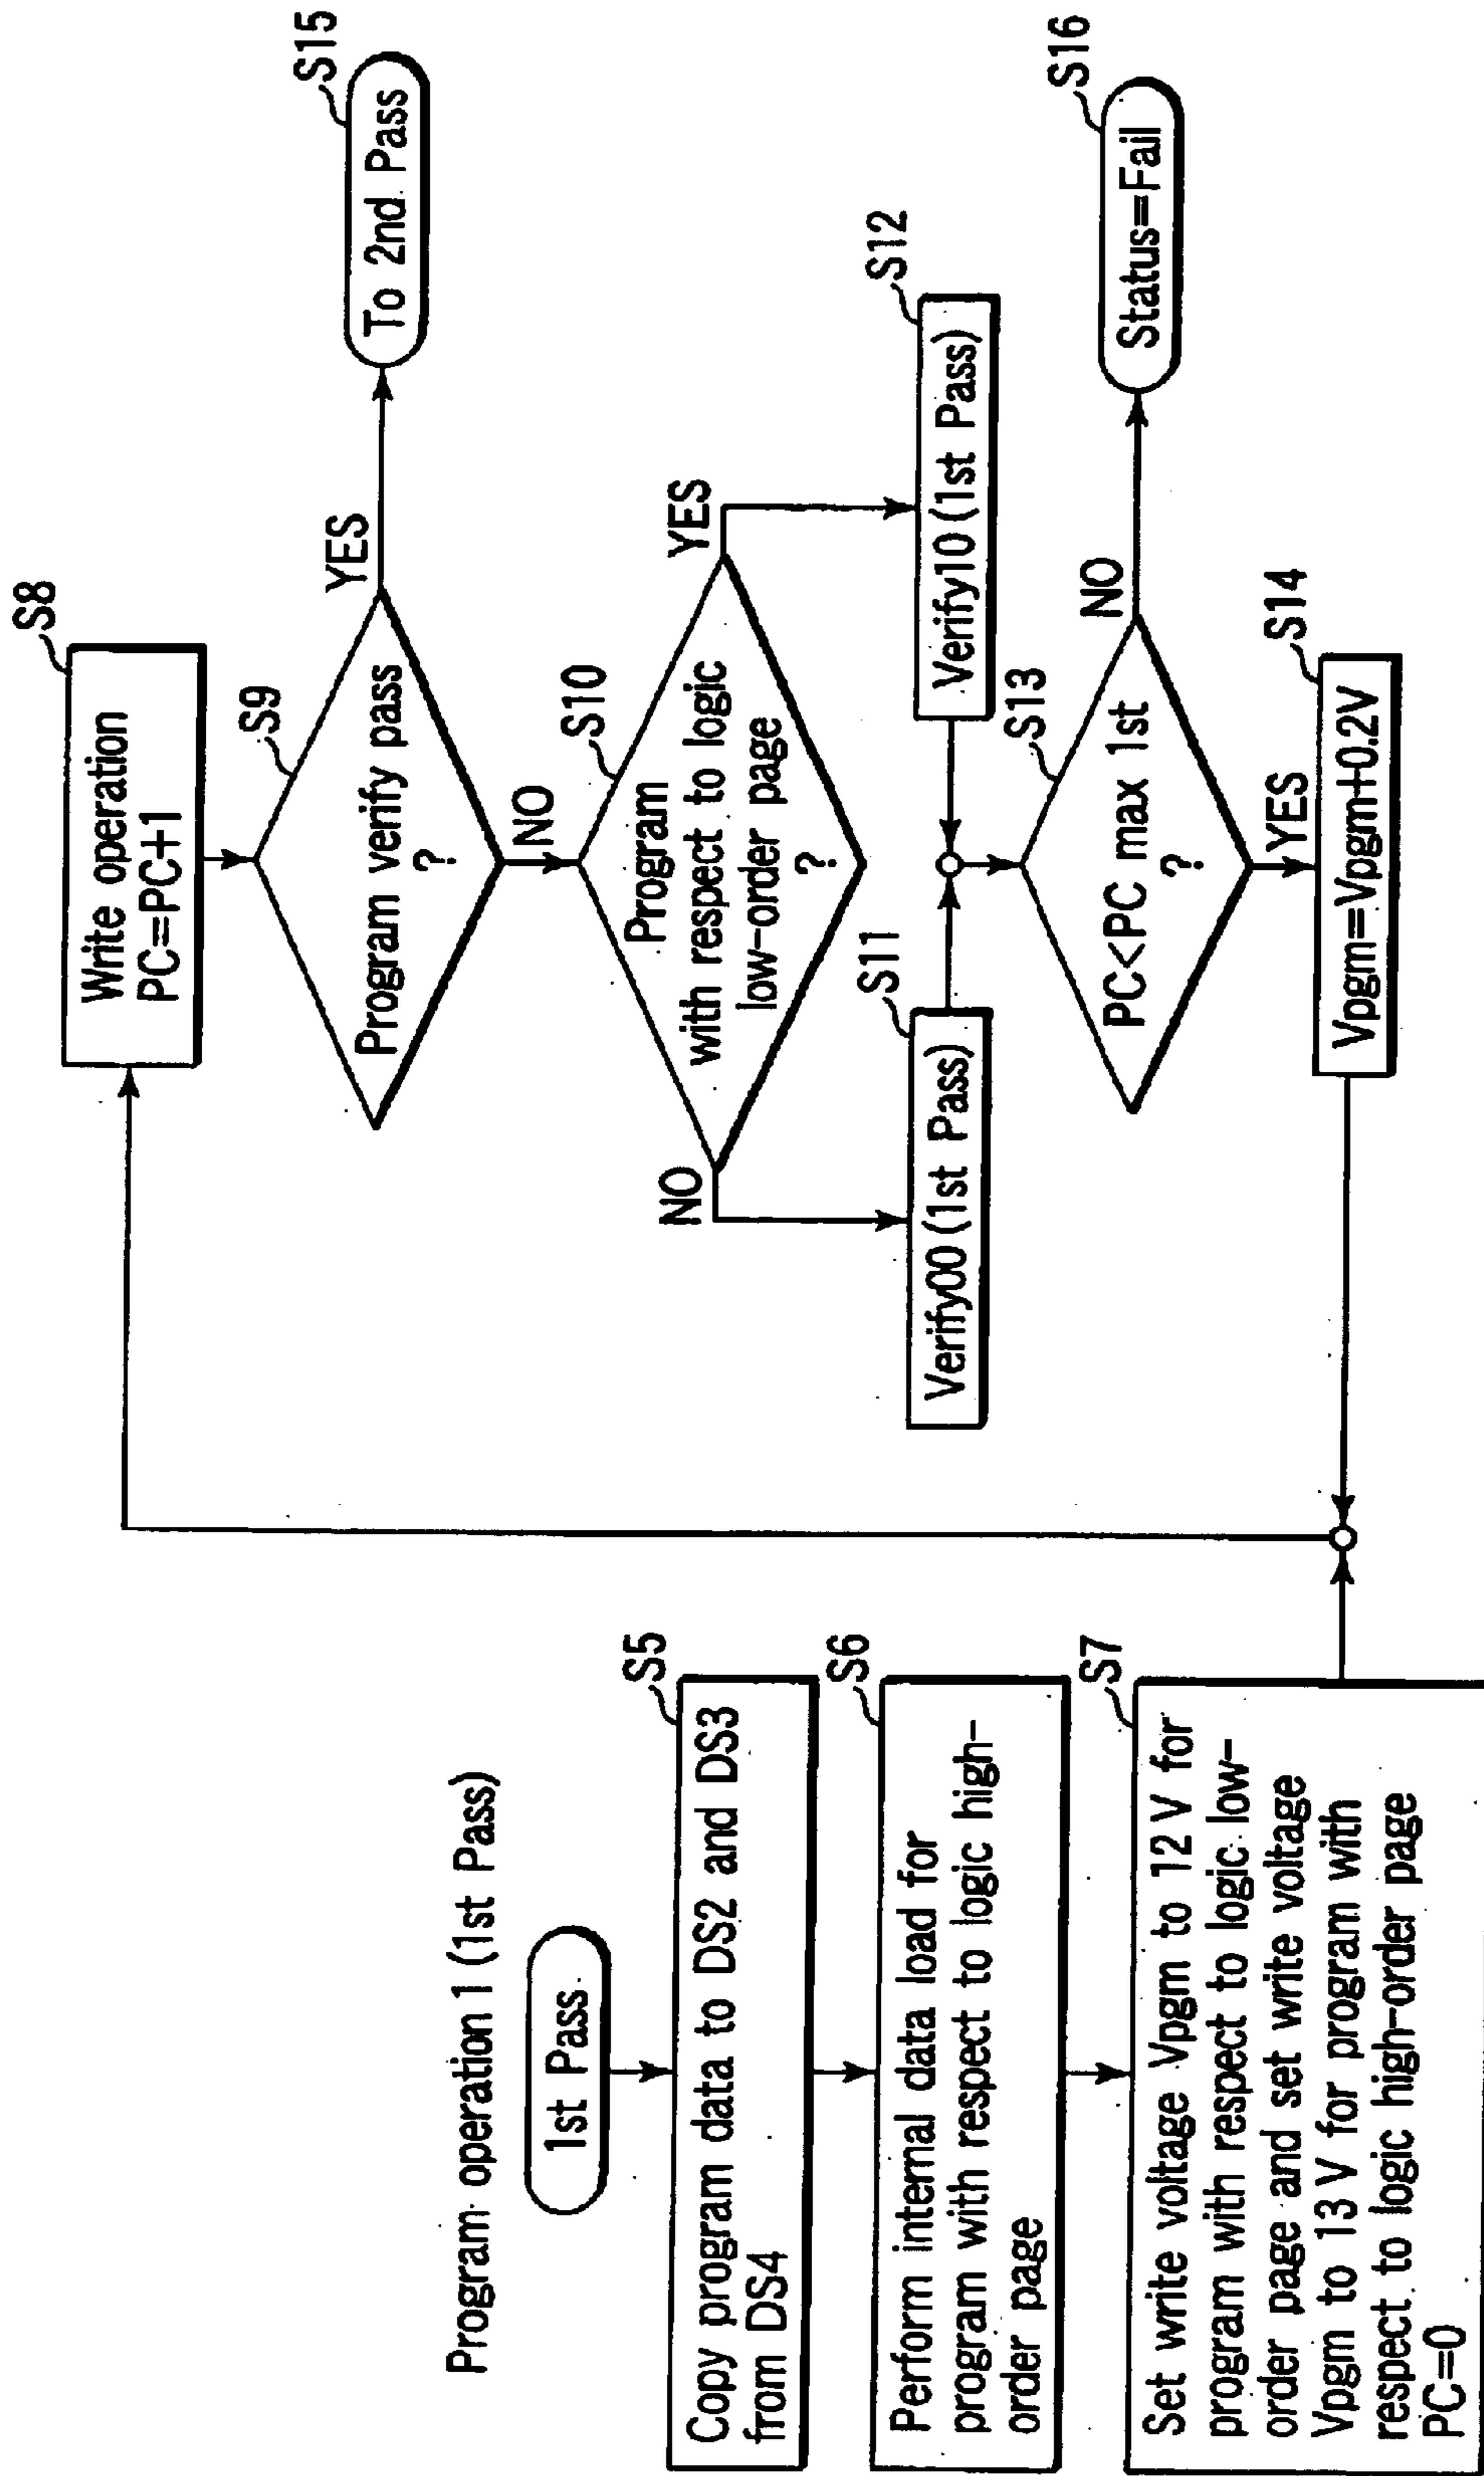 Program operation 1 (1st Pass)
1st Pass
S5
Copy program data to DS2 and DS3
from DS4
S6
Perform internal data load for
program with respect to logic high-
order page
S7
Set write voltage Vpgm to 12 V for
program with respect to logic low-
order page and set write voltage
Vpgm to 13 V for program with
respect to logic high-order page
PC=0
S8
Write operation
PC=PC+1
S9
Program verify pass
?
YES
S15
To 2nd Pass
NO
S10
Program
with respect to logic
low-order page
?
NO
YES
S11
Verify00 (1st Pass)
S12
Verify10 (1st Pass)
S13
PC<PC max 1st
?
NO
S16
Status=Fail
YES
S14
Vpgm=Vpgm+0.2V